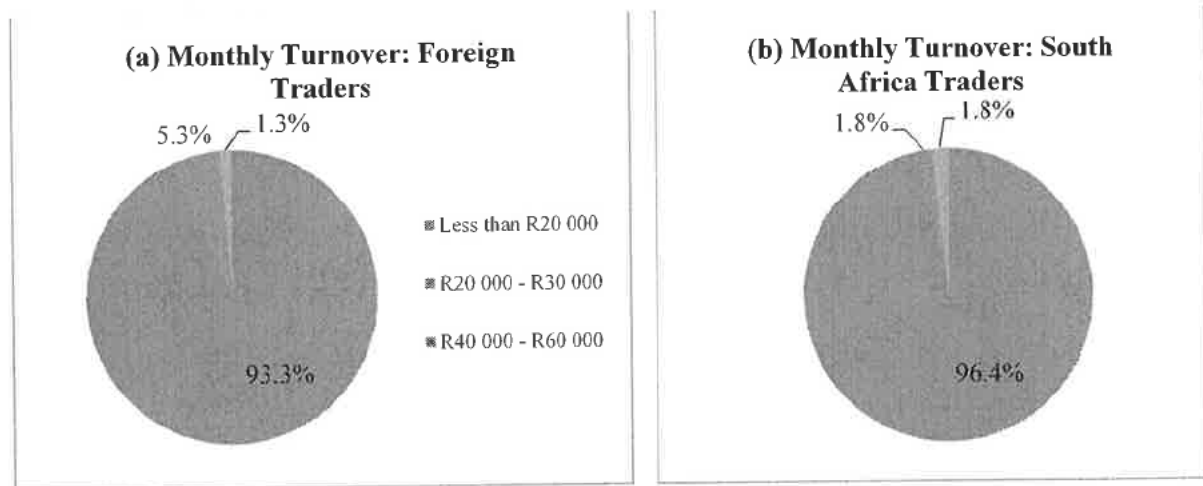 (a) Monthly Turnover: Foreign
Traders
5.3%
1.3%
93.3%
Less than R20 000
R20 000 - R30 000
R40 000 - R60 000
(b) Monthly Turnover: South
Africa Traders
1.8%
1.8%
96.4%